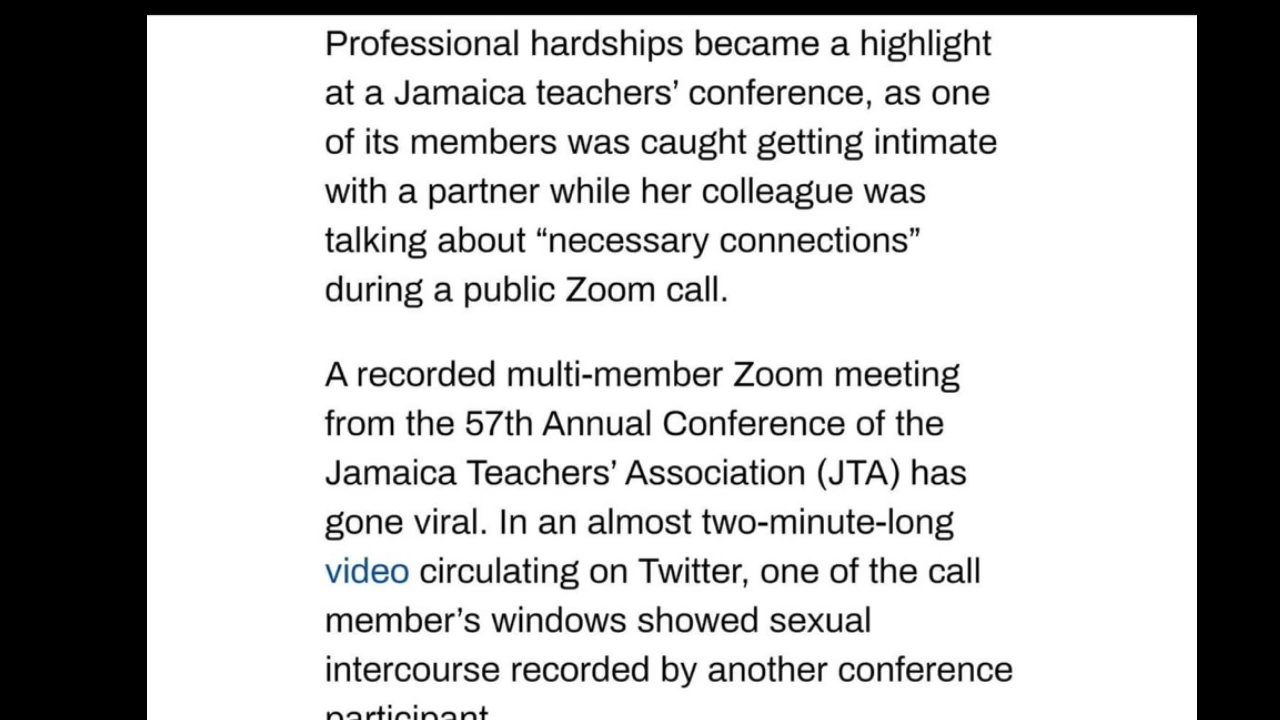 Professional hardships became a highlight
at a Jamaica teachers’ conference, as one
of its members was caught getting intimate
with a partner while her colleague was
talking about “necessary connections”
during a public Zoom call.
A recorded multi-member Zoom meeting
from the 57th Annual Conference of the
Jamaica Teachers’ Association (JTA) has
gone viral. In an almost two-minute-long
video circulating on Twitter, one of the call
member’s windows showed sexual
intercourse recorded by another conference
participant